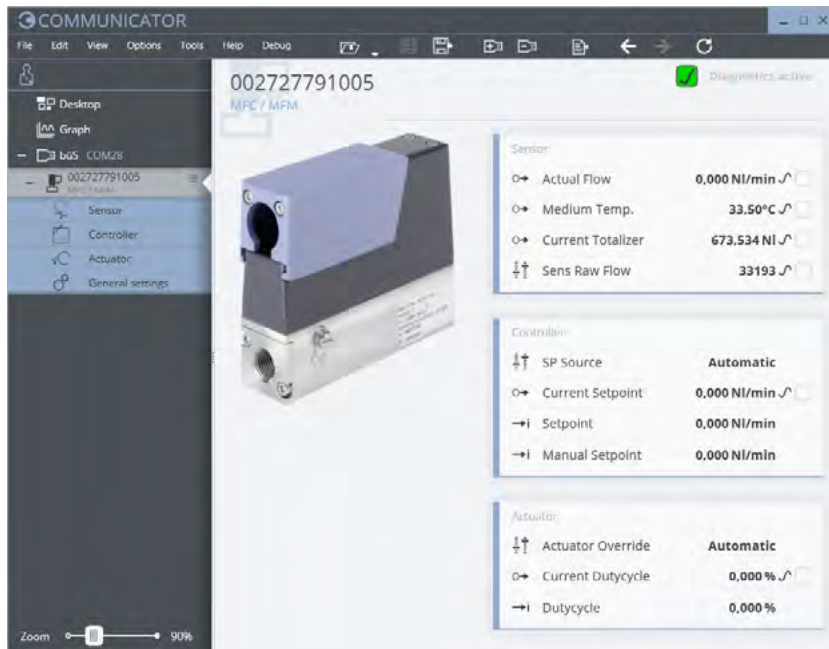 COMMUNICATOR
File Edit View Options Tools Help Debug
Desktop
Graph
büS COM28
002727791005
MFC / MFM
Sensor
Controller
Actuator
General settings
Zoom 90%
002727791005
MFC / MFM
Diagnostics active
Sensor
Actual Flow 0,000 Nl/min
Medium Temp. 33.50°C
Current Totalizer 673.534 Nl
Sens Raw Flow 33193
Controller
SP Source Automatic
Current Setpoint 0,000 Nl/min
Setpoint 0,000 Nl/min
Manual Setpoint 0,000 Nl/min
Actuator
Actuator Override Automatic
Current Dutycycle 0,000 %
Dutycycle 0,000 %